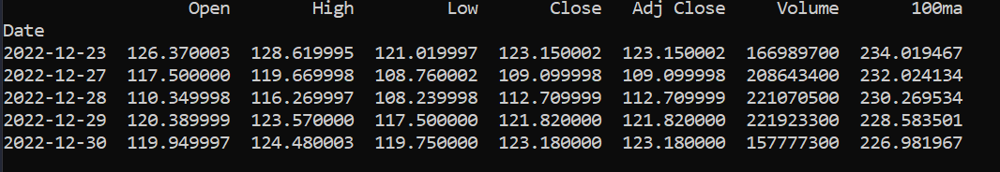 Open High Low Close Adj Close Volume 100ma
Date
2022-12-23 126.370003 128.619995 121.019997 123.150002 123.150002 166989700 234.019467
2022-12-27 117.500000 119.669998 108.760002 109.099998 109.099998 208643400 232.024134
2022-12-28 110.349998 116.269997 108.239998 112.709999 112.709999 221070500 230.269534
2022-12-29 120.389999 123.570000 117.500000 121.820000 121.820000 221923300 228.583501
2022-12-30 119.949997 124.480003 119.750000 123.180000 123.180000 157777300 226.981967